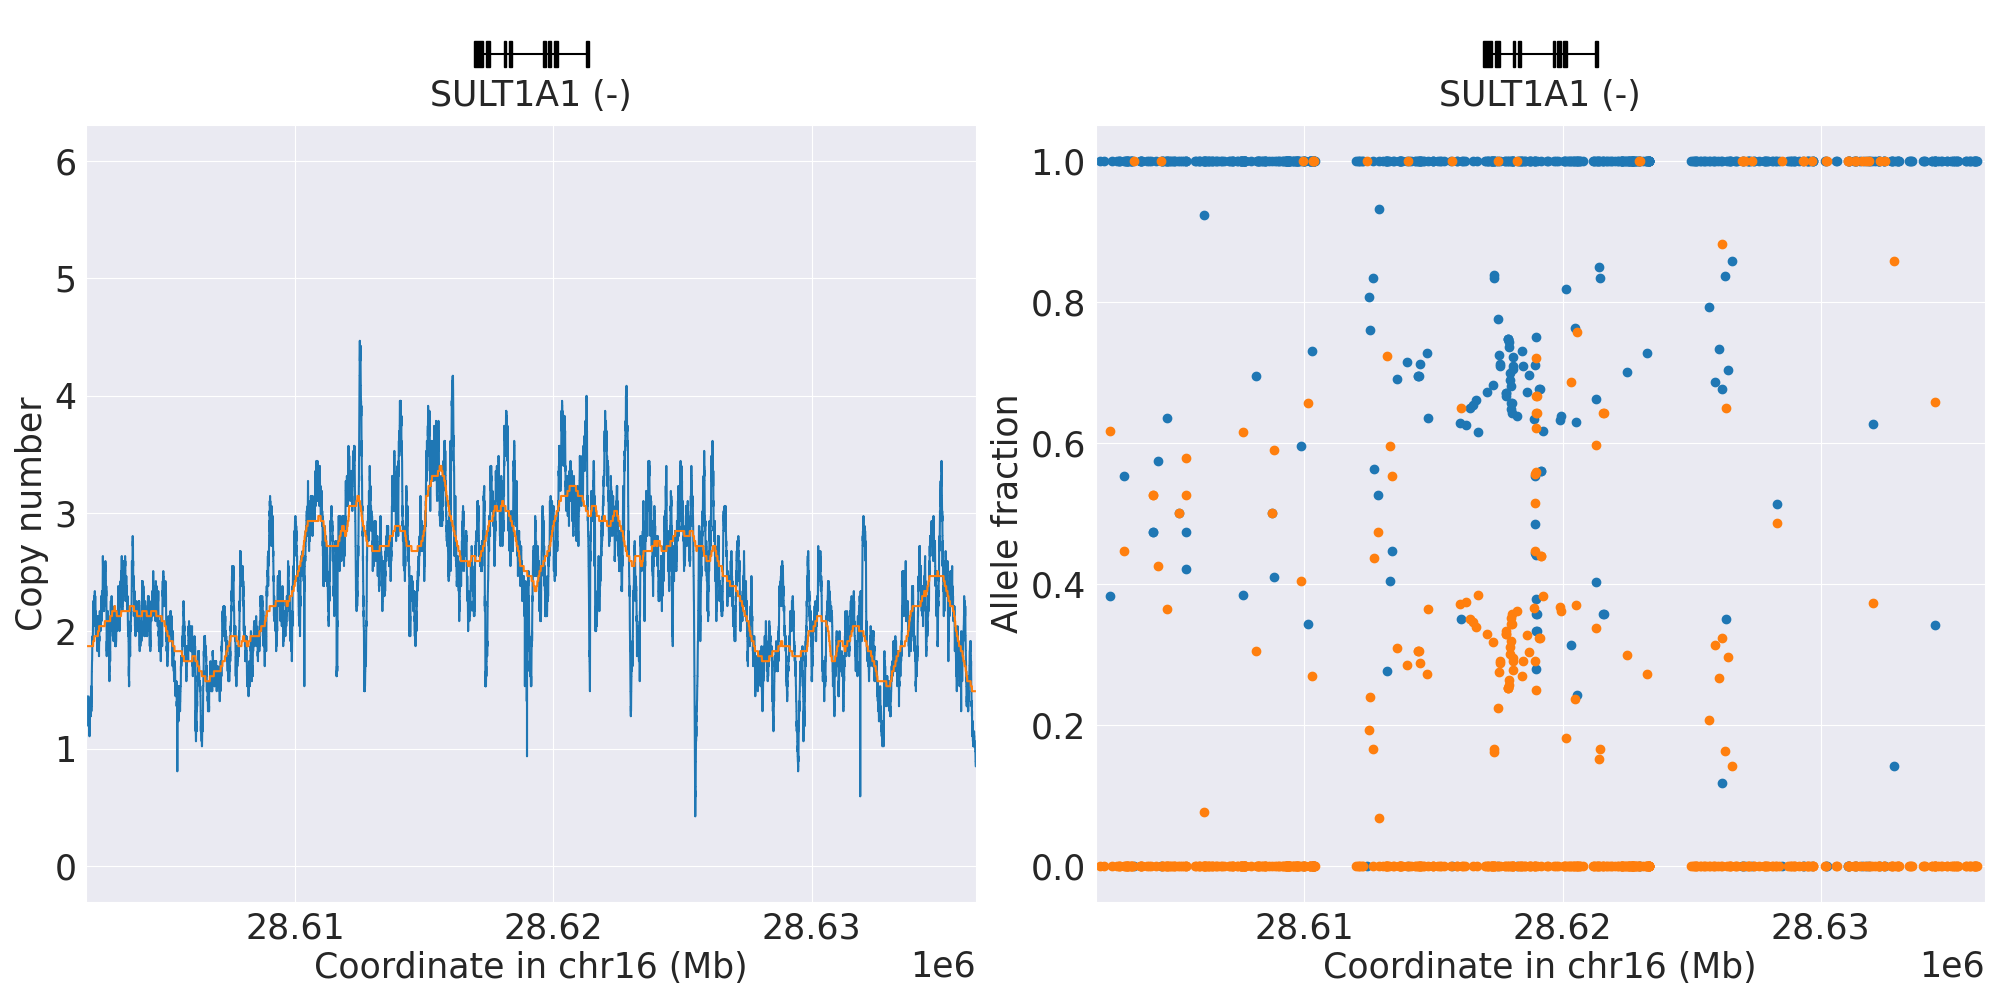 SULT1A1 (-)
6
5
4
3
2
1
0
Copy number
28.61
28.62
28.63
Coordinate in chr16 (Mb)
1e6
SULT1A1 (-)
1.0
0.8
0.6
0.4
0.2
0.0
Allele fraction
28.61
28.62
28.63
Coordinate in chr16 (Mb)
1e6